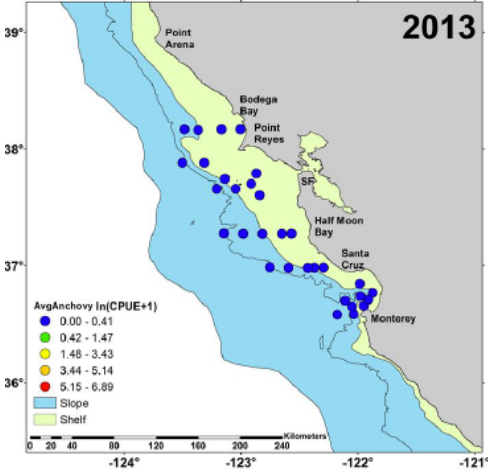 2013
39°
Point
Arena
Bodega
Bay
Point
Reyes
38°
SF
Half Moon
Bay
Santa
Cruz
37°
Monterey
AvgAnchovy ln(CPUE+1)
0.00 - 0.41
0.42 - 1.47
1.48 - 3.43
3.44 - 5.14
5.15 - 6.89
Slope
Shelf
36°
Kilometers
0 20 40 80 120 160 200 240
-124° -123° -122° -121°